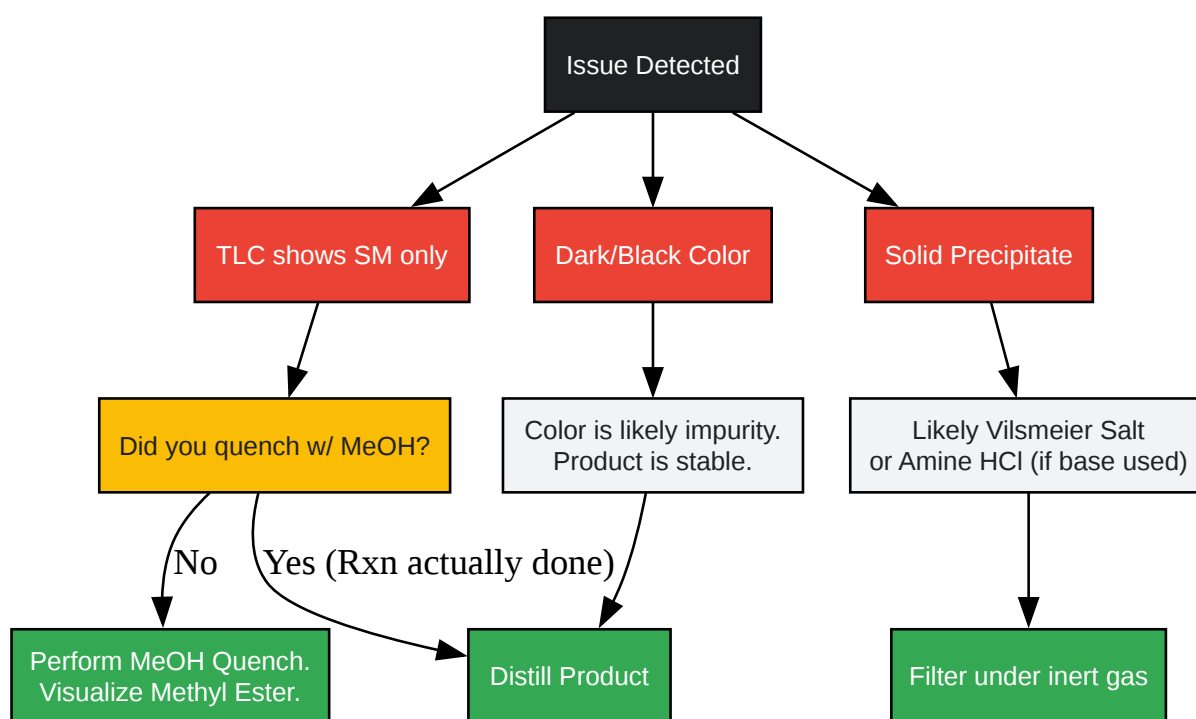 Issue Detected
TLC shows SM only
Dark/Black Color
Solid Precipitate
Did you quench w/ MeOH?
Color is likely impurity.
Product is stable.
Likely Vilsmeier Salt
or Amine HCl (if base used)
No
Yes (Rxn actually done)
Perform MeOH Quench.
Visualize Methyl Ester.
Distill Product
Filter under inert gas